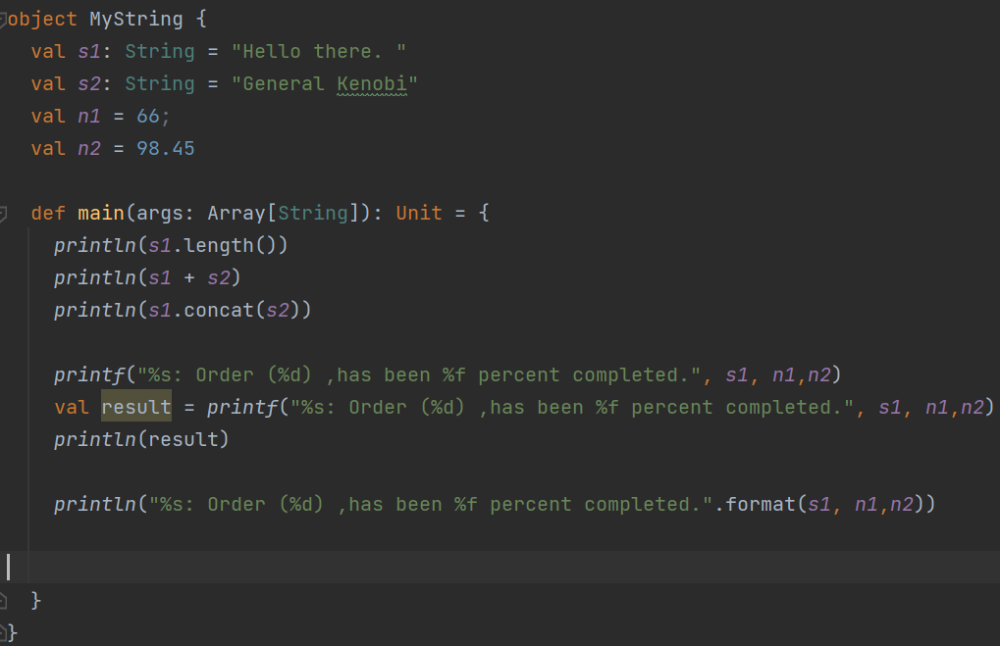 object MyString {
  val s1: String = "Hello there. "
  val s2: String = "General Kenobi"
  val n1 = 66;
  val n2 = 98.45
  def main(args: Array[String]): Unit = {
    println(s1.length())
    println(s1 + s2)
    println(s1.concat(s2))
    printf("%s: Order (%d) ,has been %f percent completed.", s1, n1,n2)
    val result = printf("%s: Order (%d) ,has been %f percent completed.", s1, n1,n2)
    println(result)
    println("%s: Order (%d) ,has been %f percent completed.".format(s1, n1,n2))
  }
}